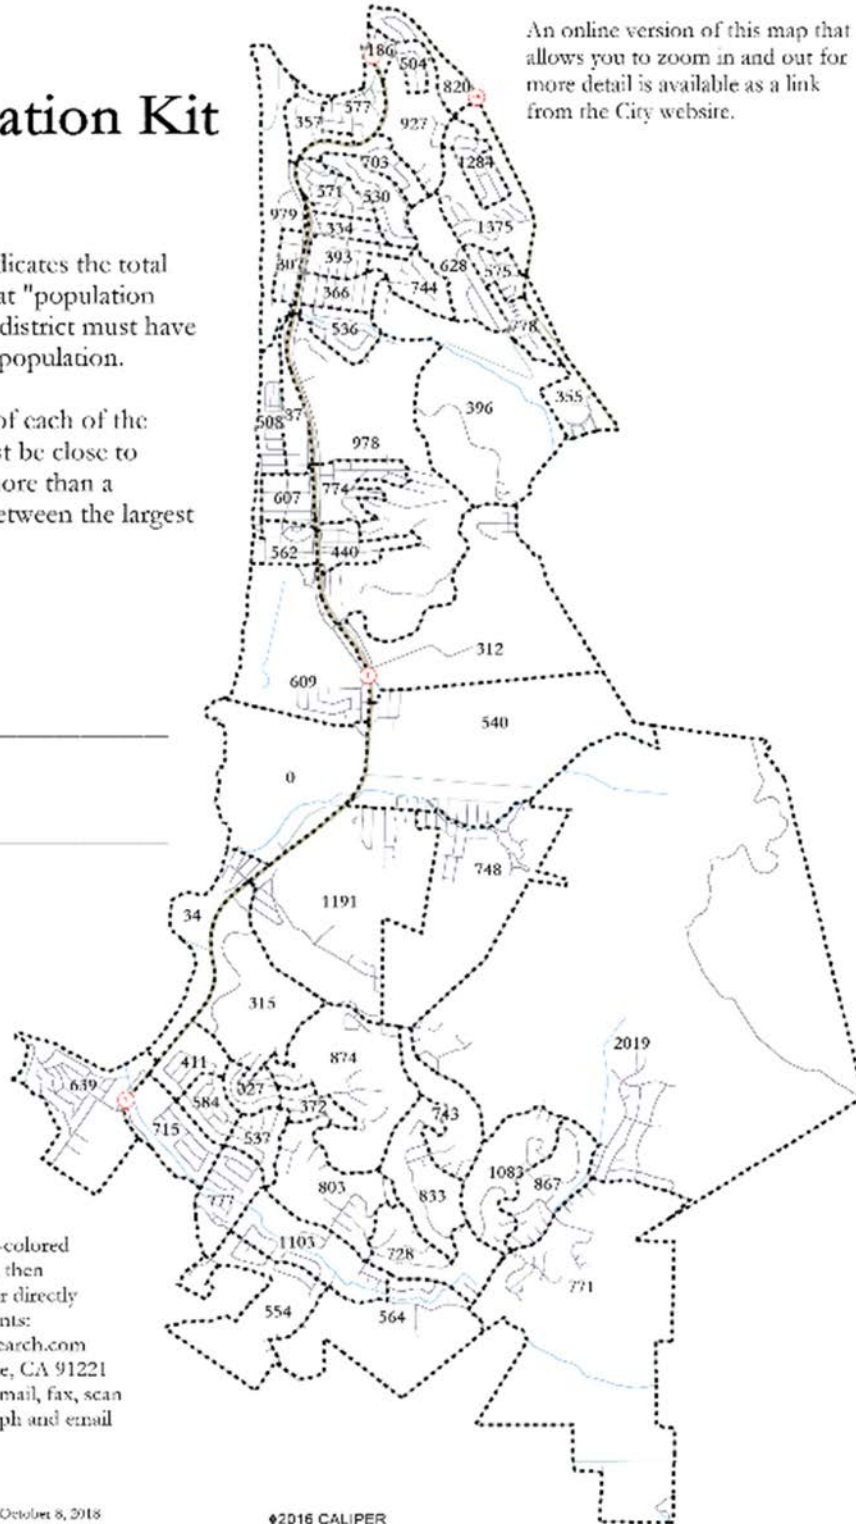 An online version of this map that
allows you to zoom in and out for
more detail is available as a link
from the City website.
ation Kit
dicates the total
at "population
district must have
population.
of each of the
st be close to
nore than a
etween the largest
186
504
820
577
357
927
703
1284
571
530
979
334
1375
393
307
628
575
744
366
536
778
355
396
37
508
978
774
607
562
440
312
609
540
0
748
1191
34
315
2019
874
411
639
327
584
372
743
715
537
1083
867
803
833
777
1103
728
771
554
564
-colored
then
r directly
nts:
earch.com
e, CA 91221
mail, fax, scan
ph and email
October 8, 2018
©2016 CALIPER